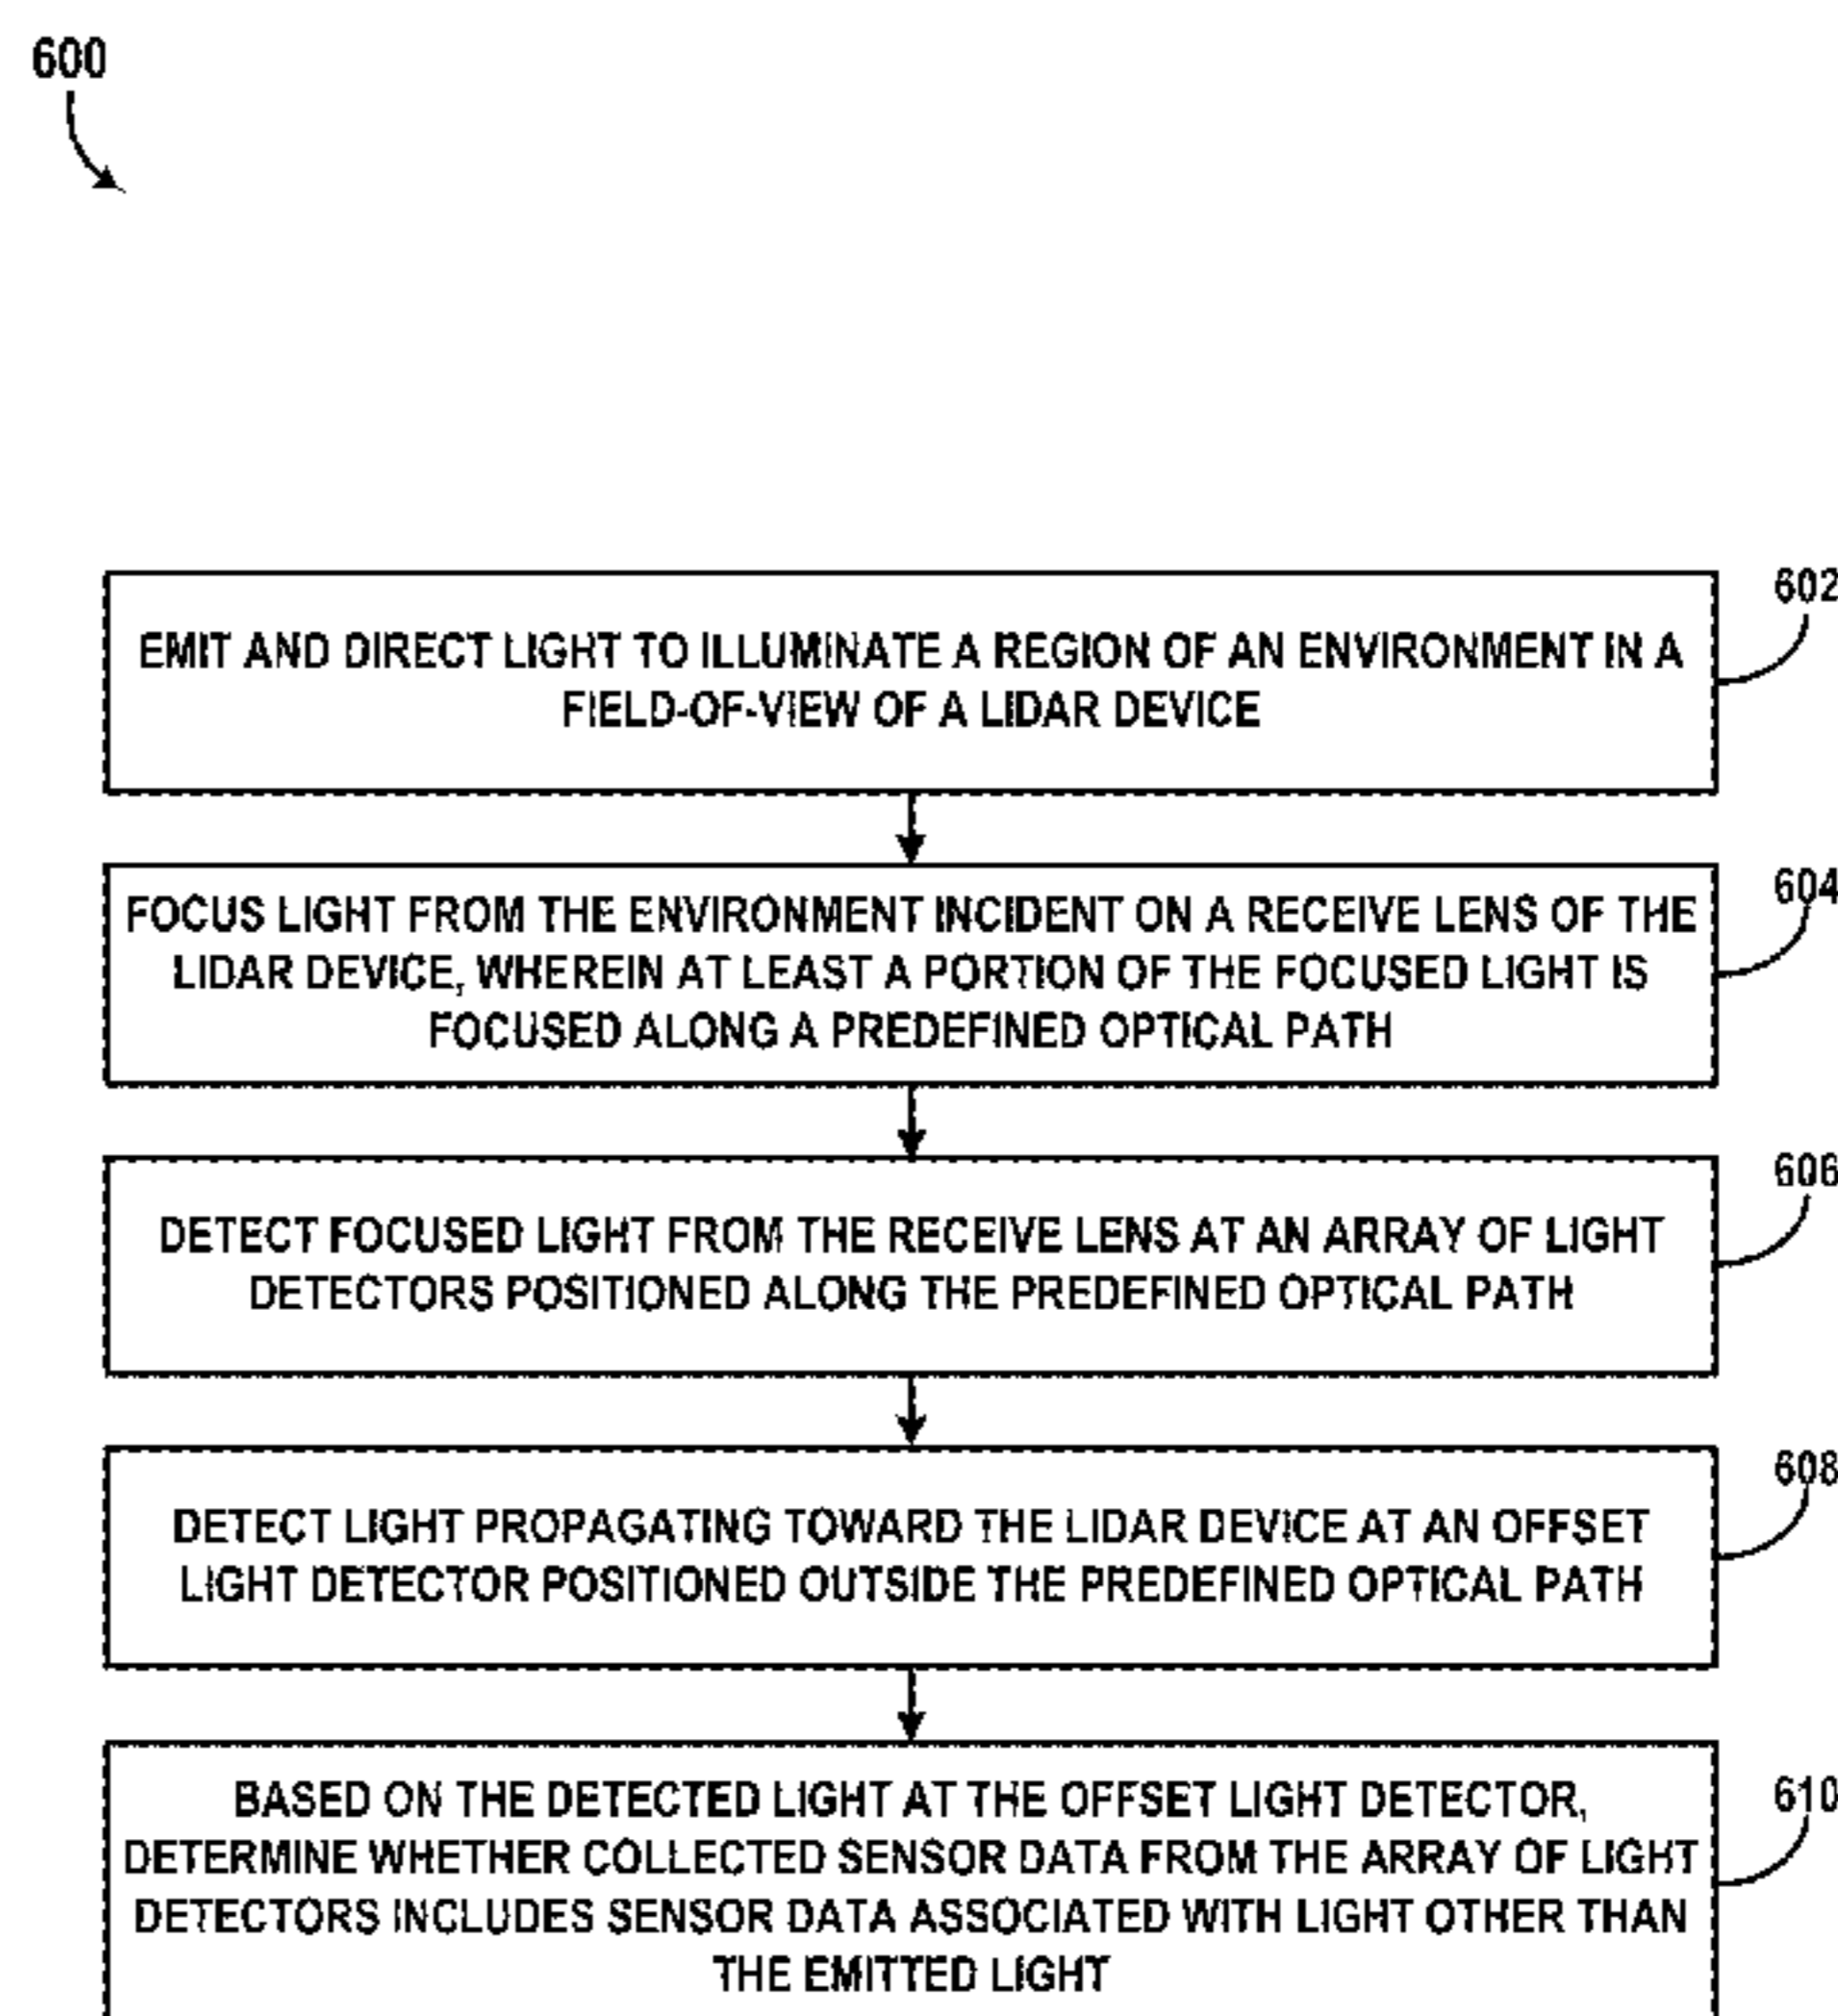 600
602
EMIT AND DIRECT LIGHT TO ILLUMINATE A REGION OF AN ENVIRONMENT IN A
FIELD-OF-VIEW OF A LIDAR DEVICE
604
FOCUS LIGHT FROM THE ENVIRONMENT INCIDENT ON A RECEIVE LENS OF THE
LIDAR DEVICE, WHEREIN AT LEAST A PORTION OF THE FOCUSED LIGHT IS
FOCUSED ALONG A PREDEFINED OPTICAL PATH
606
DETECT FOCUSED LIGHT FROM THE RECEIVE LENS AT AN ARRAY OF LIGHT
DETECTORS POSITIONED ALONG THE PREDEFINED OPTICAL PATH
608
DETECT LIGHT PROPAGATING TOWARD THE LIDAR DEVICE AT AN OFFSET
LIGHT DETECTOR POSITIONED OUTSIDE THE PREDEFINED OPTICAL PATH
610
BASED ON THE DETECTED LIGHT AT THE OFFSET LIGHT DETECTOR,
DETERMINE WHETHER COLLECTED SENSOR DATA FROM THE ARRAY OF LIGHT
DETECTORS INCLUDES SENSOR DATA ASSOCIATED WITH LIGHT OTHER THAN
THE EMITTED LIGHT